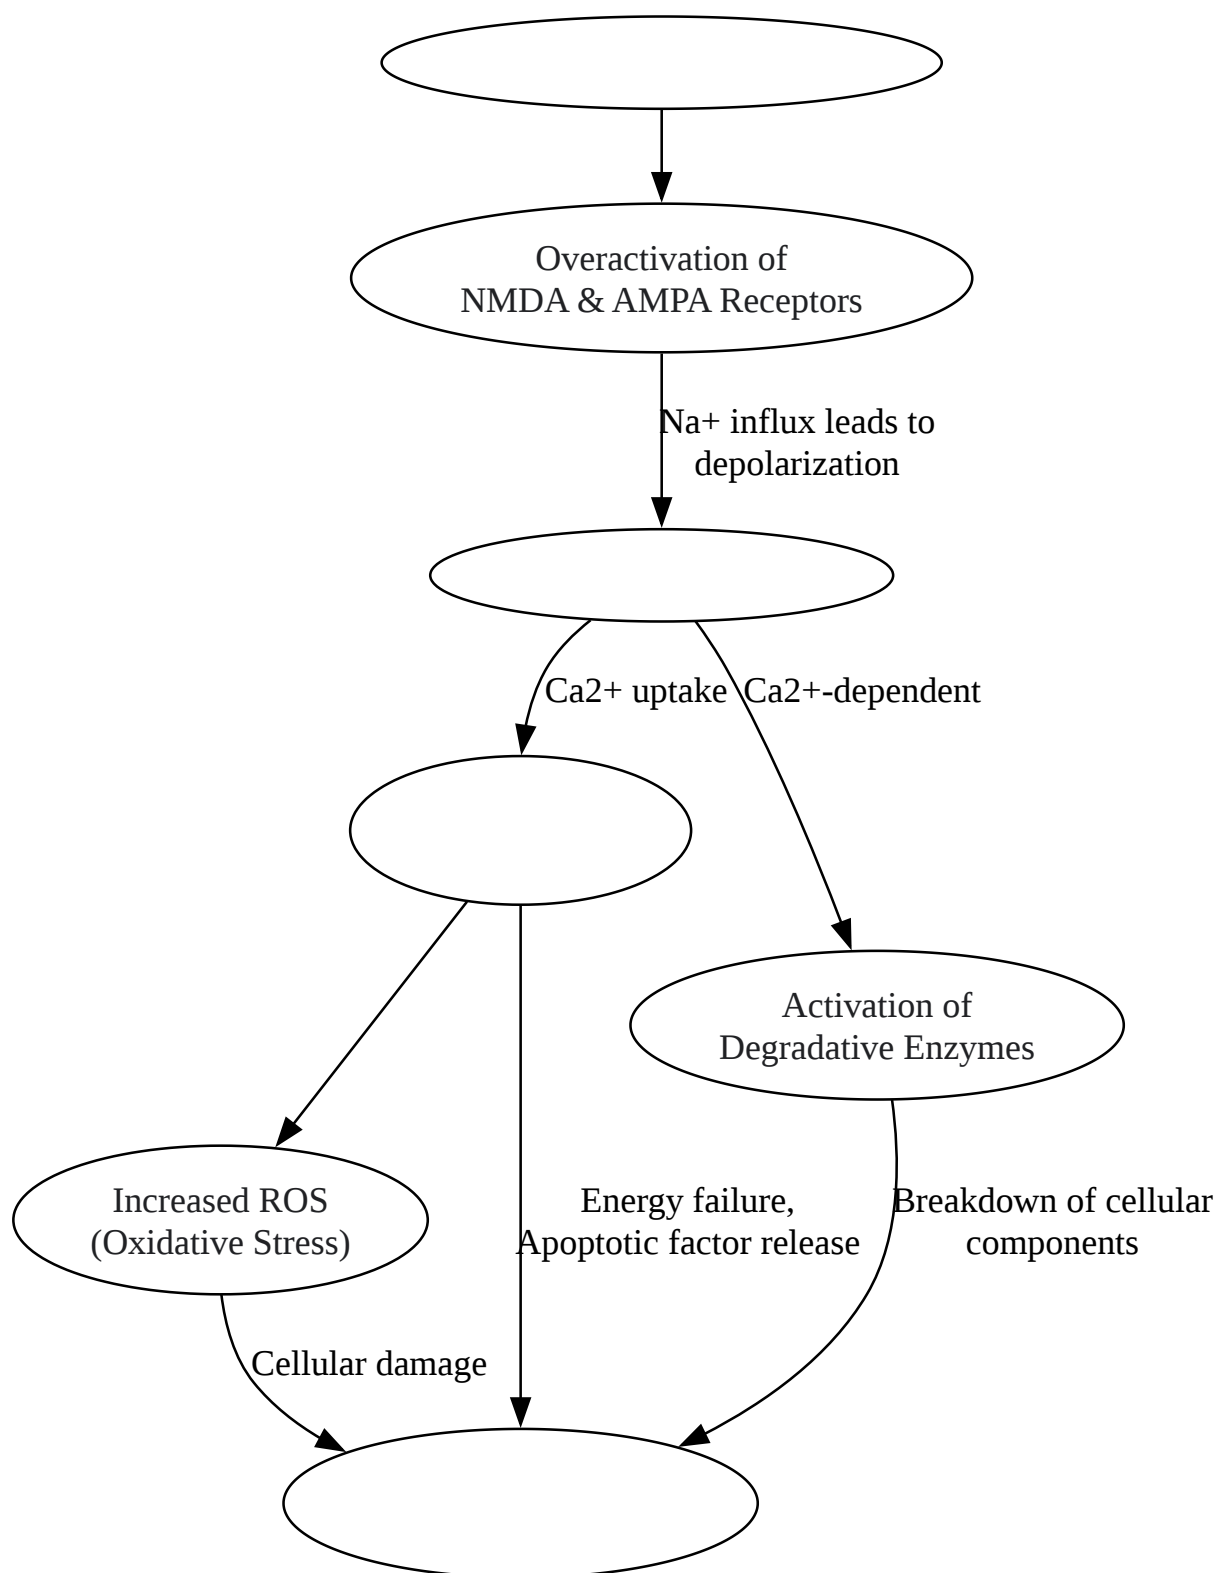 Overactivation of
NMDA & AMPA Receptors
Na+ influx leads to
depolarization
Ca2+ uptake
Ca2+-dependent
Activation of
Degradative Enzymes
Increased ROS
(Oxidative Stress)
Energy failure,
Apoptotic factor release
Breakdown of cellular
components
Cellular damage